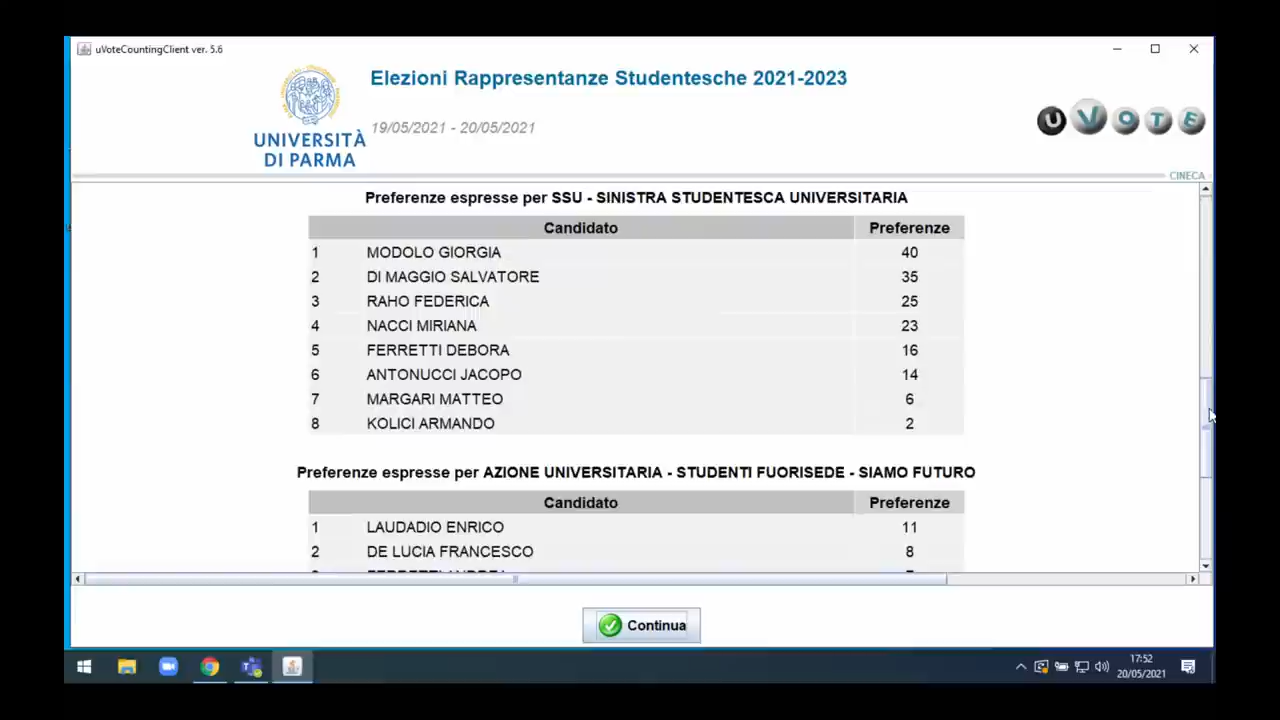 uVoteCountingClient ver. 5.6
Elezioni Rappresentanze Studentesche 2021-2023
19/05/2021 - 20/05/2021
UNIVERSITÀ
DI PARMA
U V O T E
CINECA
Preferenze espresse per SSU - SINISTRA STUDENTESCA UNIVERSITARIA
Candidato Preferenze
1 MODOLO GIORGIA 40
2 DI MAGGIO SALVATORE 35
3 RAHO FEDERICA 25
4 NACCI MIRIANA 23
5 FERRETTI DEBORA 16
6 ANTONUCCI JACOPO 14
7 MARGARI MATTEO 6
8 KOLICI ARMANDO 2
Preferenze espresse per AZIONE UNIVERSITARIA - STUDENTI FUORISEDE - SIAMO FUTURO
Candidato Preferenze
1 LAUDADIO ENRICO 11
2 DE LUCIA FRANCESCO 8
Continua
17:52
20/05/2021